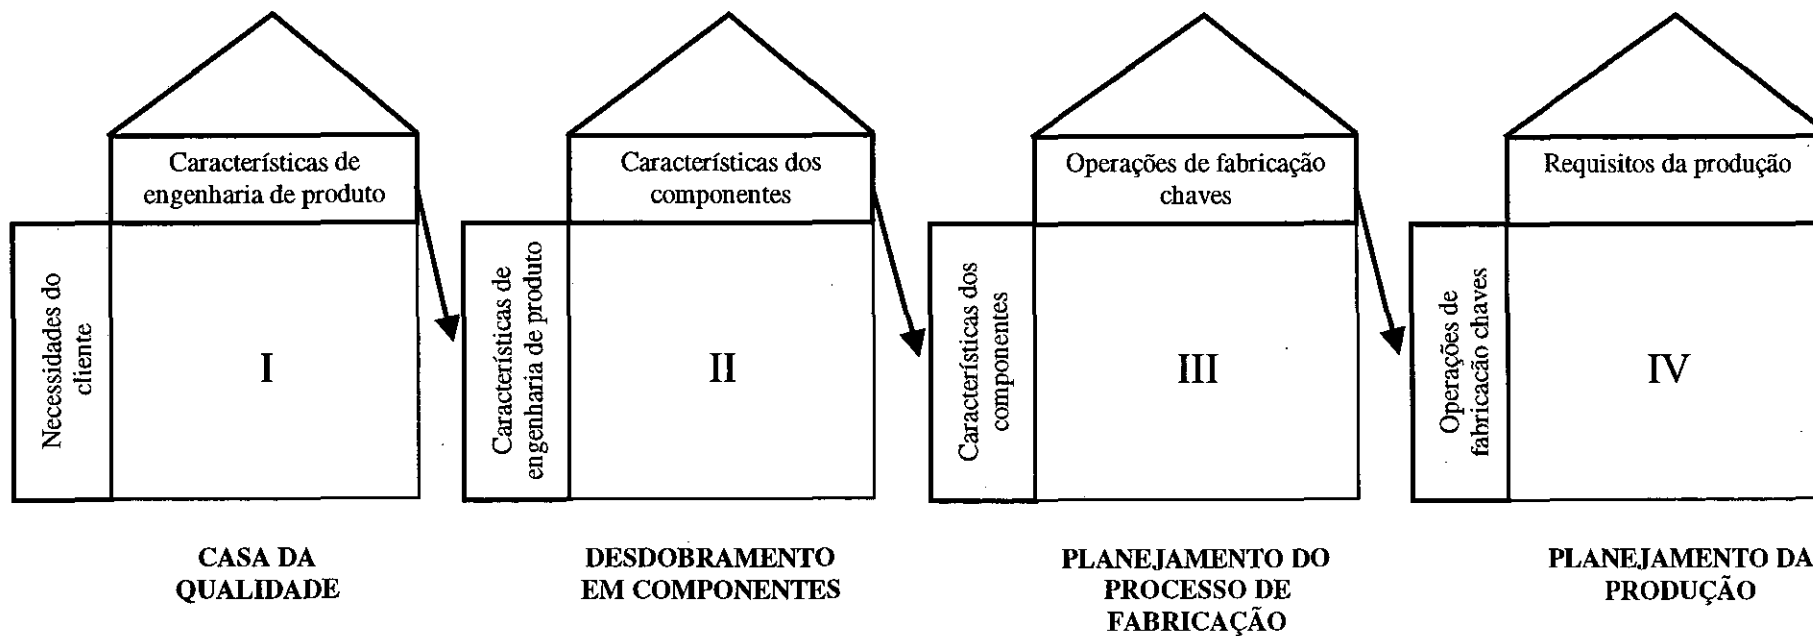 Características de
engenharia de produto
Necessidades do
cliente
I
CASA DA
QUALIDADE
Características dos
componentes
Características de
engenharia de produto
II
DESDOBRAMENTO
EM COMPONENTES
Operações de fabricação
chaves
Características dos
componentes
III
PLANEJAMENTO DO
PROCESSO DE
FABRICAÇÃO
Requisitos da produção
Operações de
fabricacão chaves
IV
PLANEJAMENTO DA
PRODUÇÃO